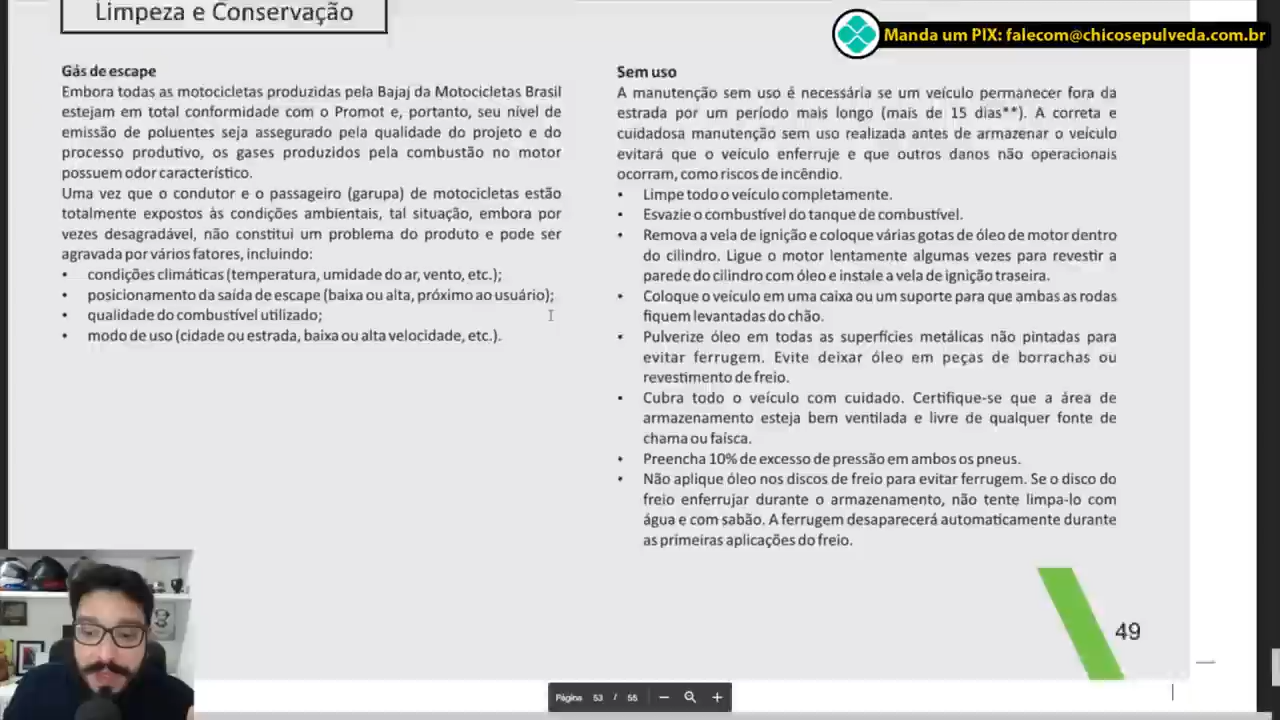 Limpeza e Conservação
Manda um PIX: falecom@chicosepulveda.com.br
Gás de escape
Embora todas as motocicletas produzidas pela Bajaj da Motocicletas Brasil
estejam em total conformidade com o Promot e, portanto, seu nível de
emissão de poluentes seja assegurado pela qualidade do projeto e do
processo produtivo, os gases produzidos pela combustão no motor
possuem odor característico.
Uma vez que o condutor e o passageiro (garupa) de motocicletas estão
totalmente expostos às condições ambientais, tal situação, embora por
vezes desagradável, não constitui um problema do produto e pode ser
agravada por vários fatores, incluindo:
• condições climáticas (temperatura, umidade do ar, vento, etc.);
• posicionamento da saída de escape (baixa ou alta, próximo ao usuário);
• qualidade do combustível utilizado;
• modo de uso (cidade ou estrada, baixa ou alta velocidade, etc.).
Sem uso
A manutenção sem uso é necessária se um veículo permanecer fora da
estrada por um período mais longo (mais de 15 dias**). A correta e
cuidadosa manutenção sem uso realizada antes de armazenar o veículo
evitará que o veículo enferruje e que outros danos não operacionais
ocorram, como riscos de incêndio.
• Limpe todo o veículo completamente.
• Esvazie o combustível do tanque de combustível.
• Remova a vela de ignição e coloque várias gotas de óleo de motor dentro
do cilindro. Ligue o motor lentamente algumas vezes para revestir a
parede do cilindro com óleo e instale a vela de ignição traseira.
• Coloque o veículo em uma caixa ou um suporte para que ambas as rodas
fiquem levantadas do chão.
• Pulverize óleo em todas as superfícies metálicas não pintadas para
evitar ferrugem. Evite deixar óleo em peças de borrachas ou
revestimento de freio.
• Cubra todo o veículo com cuidado. Certifique-se que a área de
armazenamento esteja bem ventilada e livre de qualquer fonte de
chama ou faísca.
• Preencha 10% de excesso de pressão em ambos os pneus.
• Não aplique óleo nos discos de freio para evitar ferrugem. Se o disco do
freio enferrujar durante o armazenamento, não tente limpa-lo com
água e com sabão. A ferrugem desaparecerá automaticamente durante
as primeiras aplicações do freio.
49
Página 53 / 55